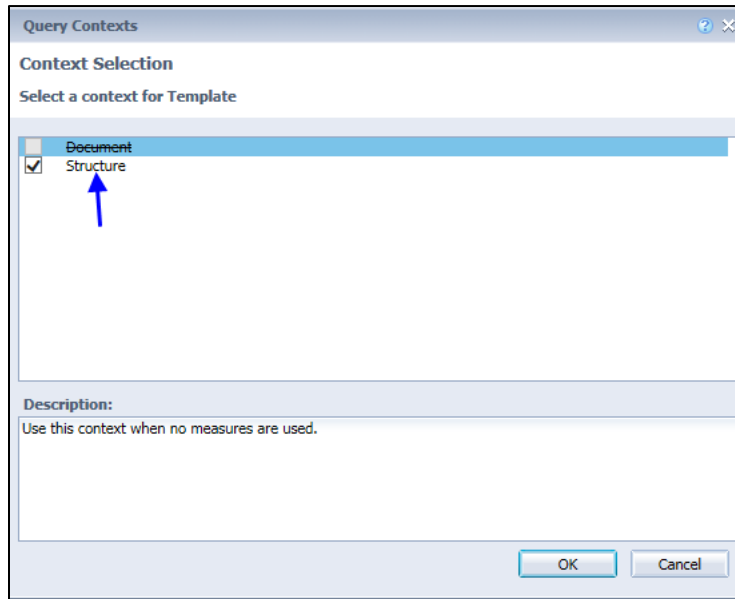 Query Contexts
Context Selection
Select a context for Template
Document
Structure
Description:
Use this context when no measures are used.
OK Cancel